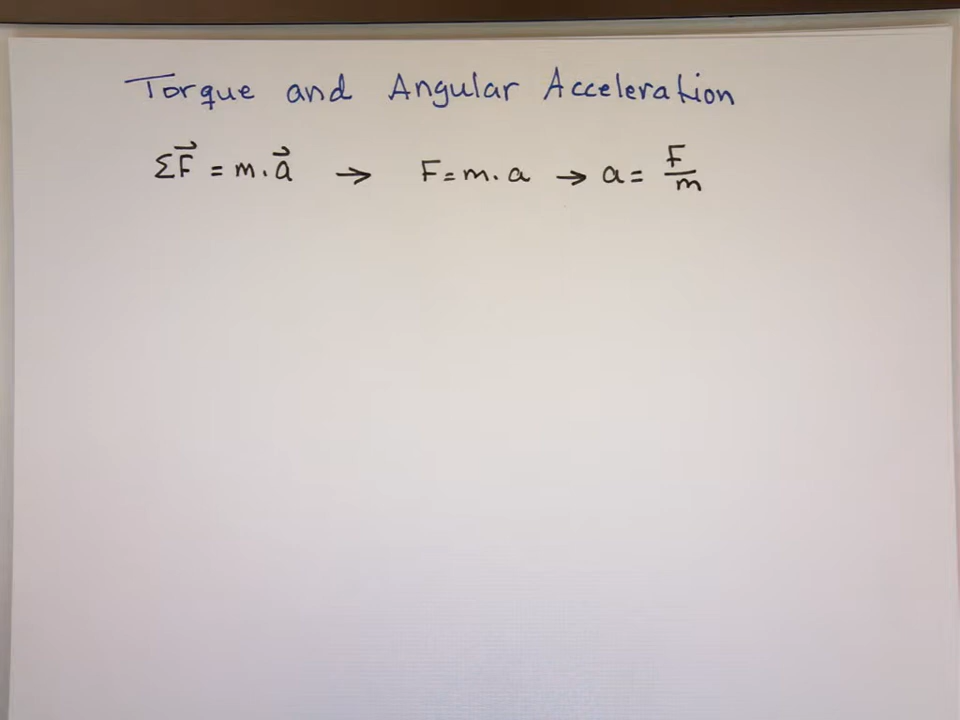 Torque and Angular Acceleration
ΣF⃗ = m . a⃗ → F = m . a → a = F/m